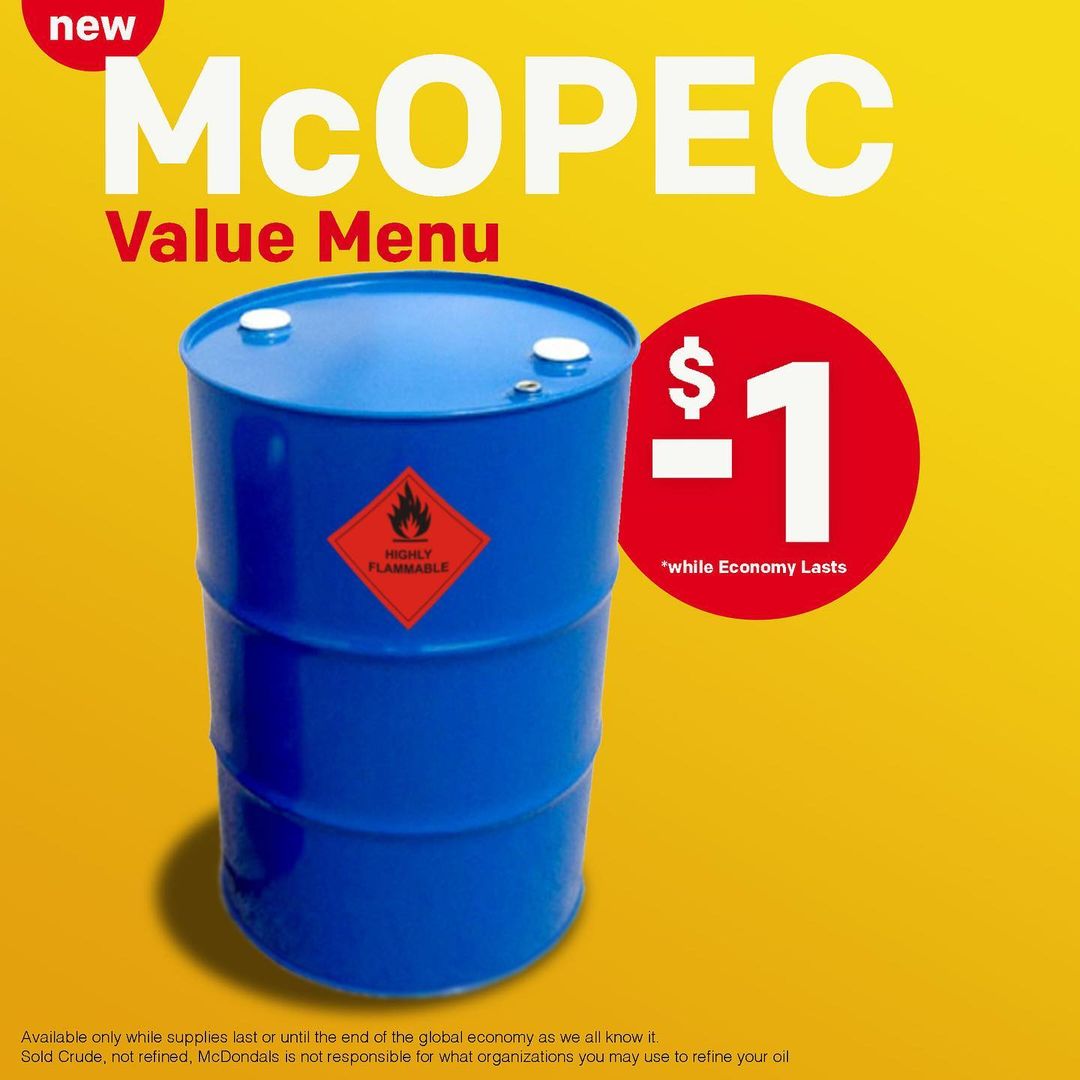 new
McOPEC
Value Menu
$
-1
*while Economy Lasts
HIGHLY
FLAMMABLE
Available only while supplies last or until the end of the global economy as we all know it.
Sold Crude, not refined, McDondals is not responsible for what organizations you may use to refine your oil